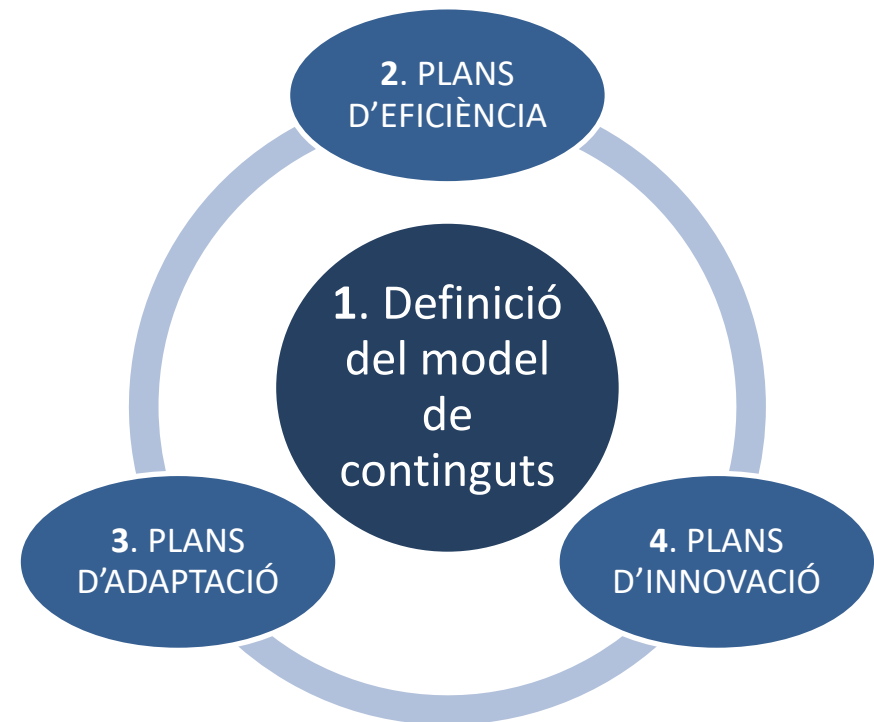 2. PLANS
D’EFICIÈNCIA
1. Definició
del model
de
continguts
3. PLANS
D’ADAPTACIÓ
4. PLANS
D’INNOVACIÓ